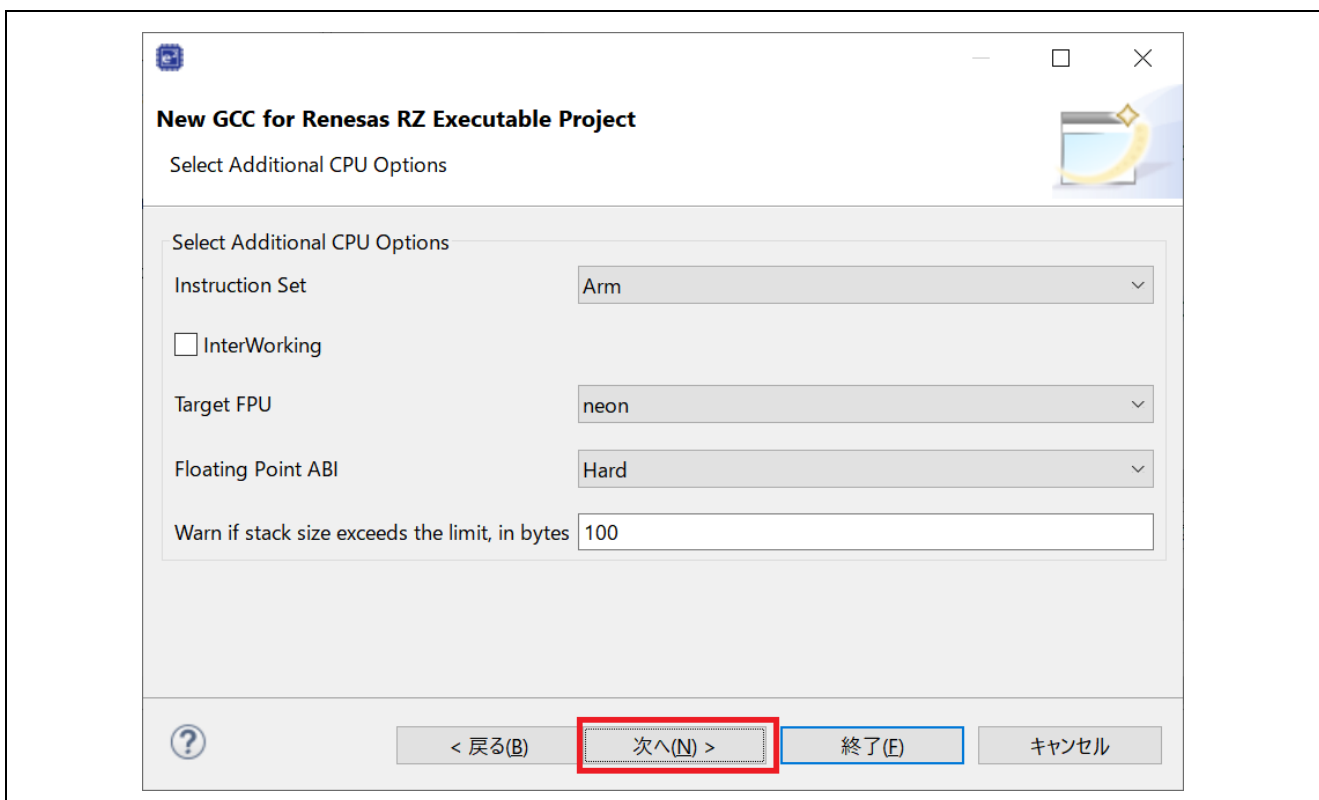 New GCC for Renesas RZ Executable Project
Select Additional CPU Options
Select Additional CPU Options
Instruction Set Arm
InterWorking
Target FPU neon
Floating Point ABI Hard
Warn if stack size exceeds the limit, in bytes 100
< 戻る(B) 次へ(N) > 終了(F) キャンセル